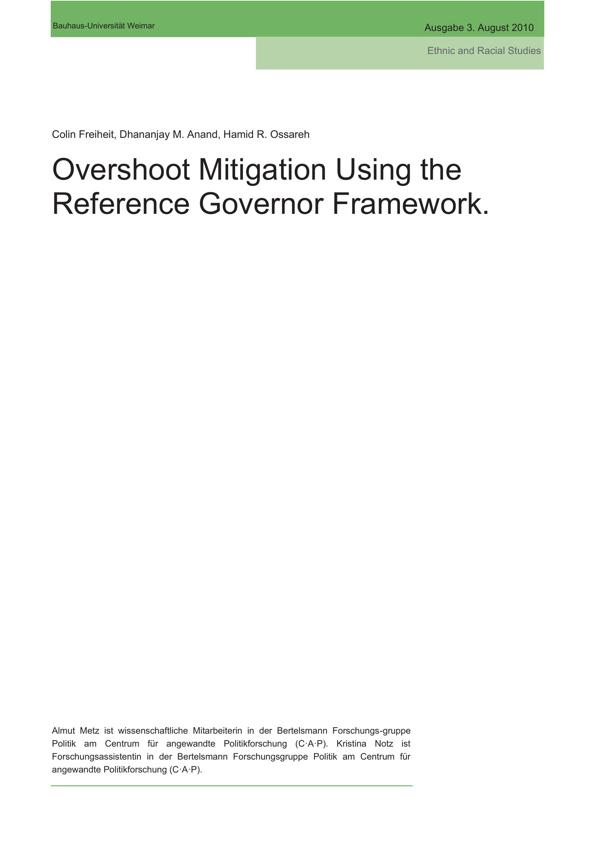 Bauhaus-Universität Weimar
Ausgabe 3. August 2010
Ethnic and Racial Studies
Colin Freiheit, Dhananjay M. Anand, Hamid R. Ossareh
Overshoot Mitigation Using the
Reference Governor Framework.
Almut Metz ist wissenschaftliche Mitarbeiterin in der Bertelsmann Forschungs-gruppe
Politik am Centrum für angewandte Politikforschung (C·A·P). Kristina Notz ist
Forschungsassistentin in der Bertelsmann Forschungsgruppe Politik am Centrum für
angewandte Politikforschung (C·A·P).